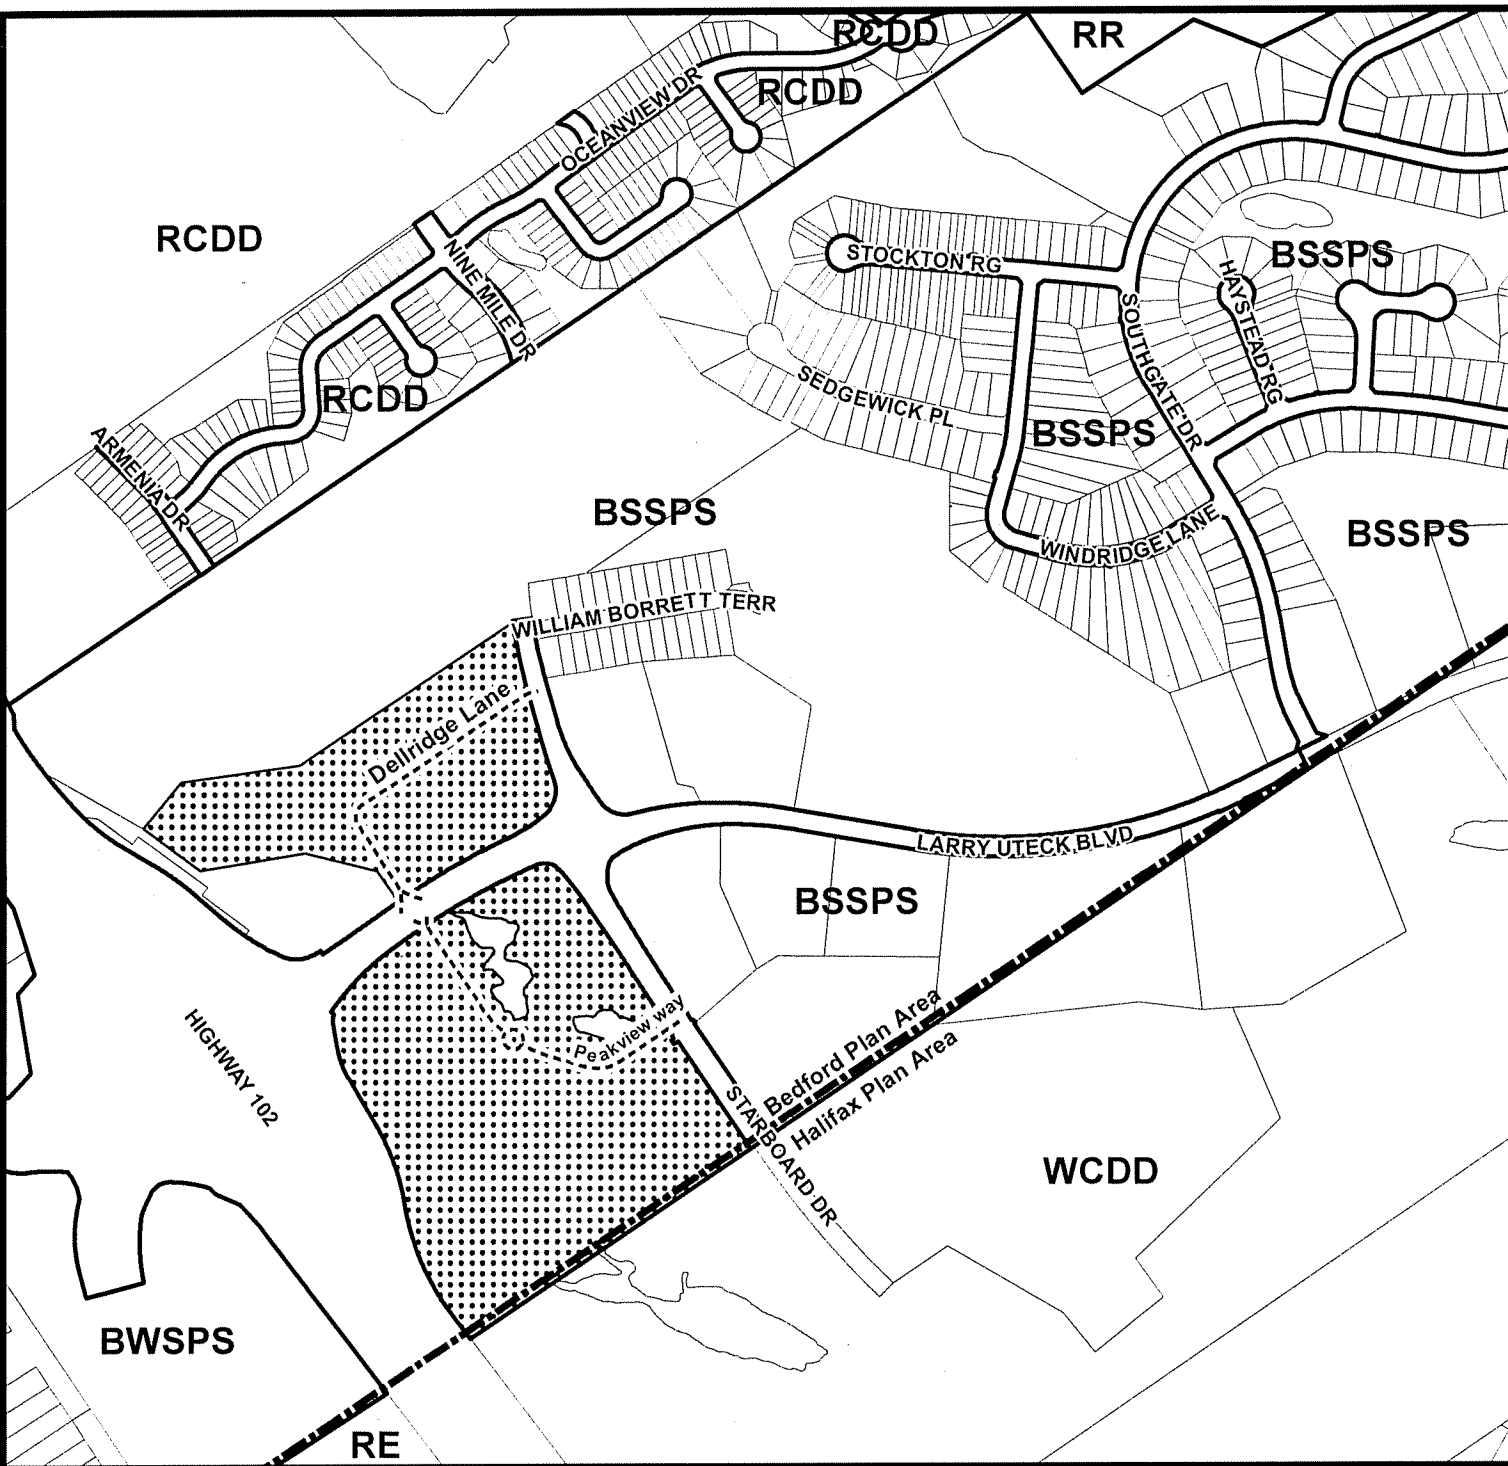 RCDD
RR
RCDD
OCEANVIEW DR
RCDD
NINE MILE DR
STOCKTON RG
BSSPS
HAYSTEAD RG
SOUTHGATE DR
SEDGEWICK PL
RCDD
BSSPS
ARMENIA DR
BSSPS
WINDRIDGE LANE
BSSPS
WILLIAM BORRETT TERR
Dellridge Lane
LARRY UTECK BLVD
BSSPS
Peakview way
HIGHWAY 102
Bedford Plan Area
Halifax Plan Area
STARBOARD DR
WCDD
BWSPS
RE